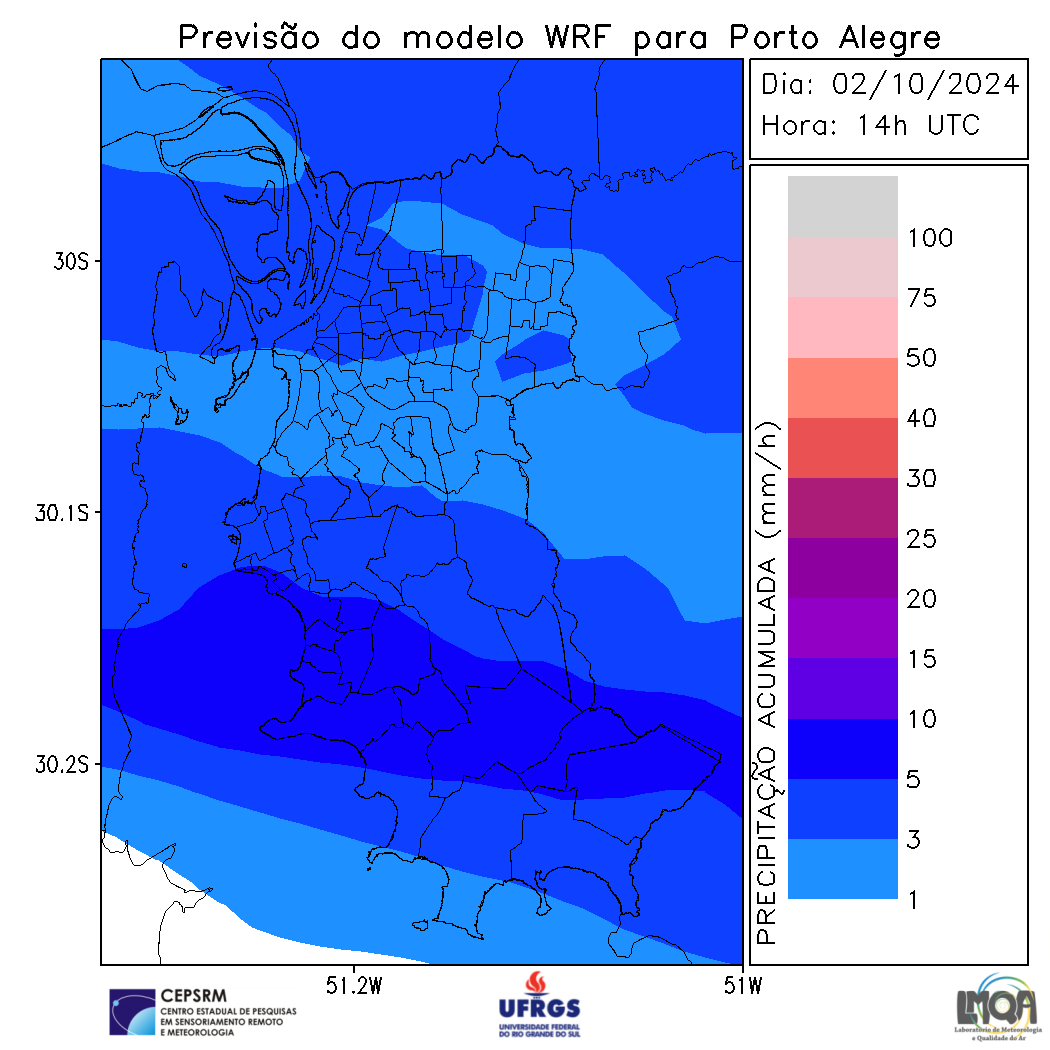 Previsão do modelo WRF para Porto Alegre
Dia: 02/10/2024
Hora: 14h UTC
30S
30.1S
30.2S
51.2W
51W
PRECIPITAÇÃO ACUMULADA (mm/h)
100
75
50
40
30
25
20
15
10
5
3
1
CEPSRM
CENTRO ESTADUAL DE PESQUISAS
EM SENSORIAMENTO REMOTO
E METEOROLOGIA
UFRGS
UNIVERSIDADE FEDERAL
DO RIO GRANDE DO SUL
LMQA
Laboratório de Meteorologia
e Qualidade do Ar